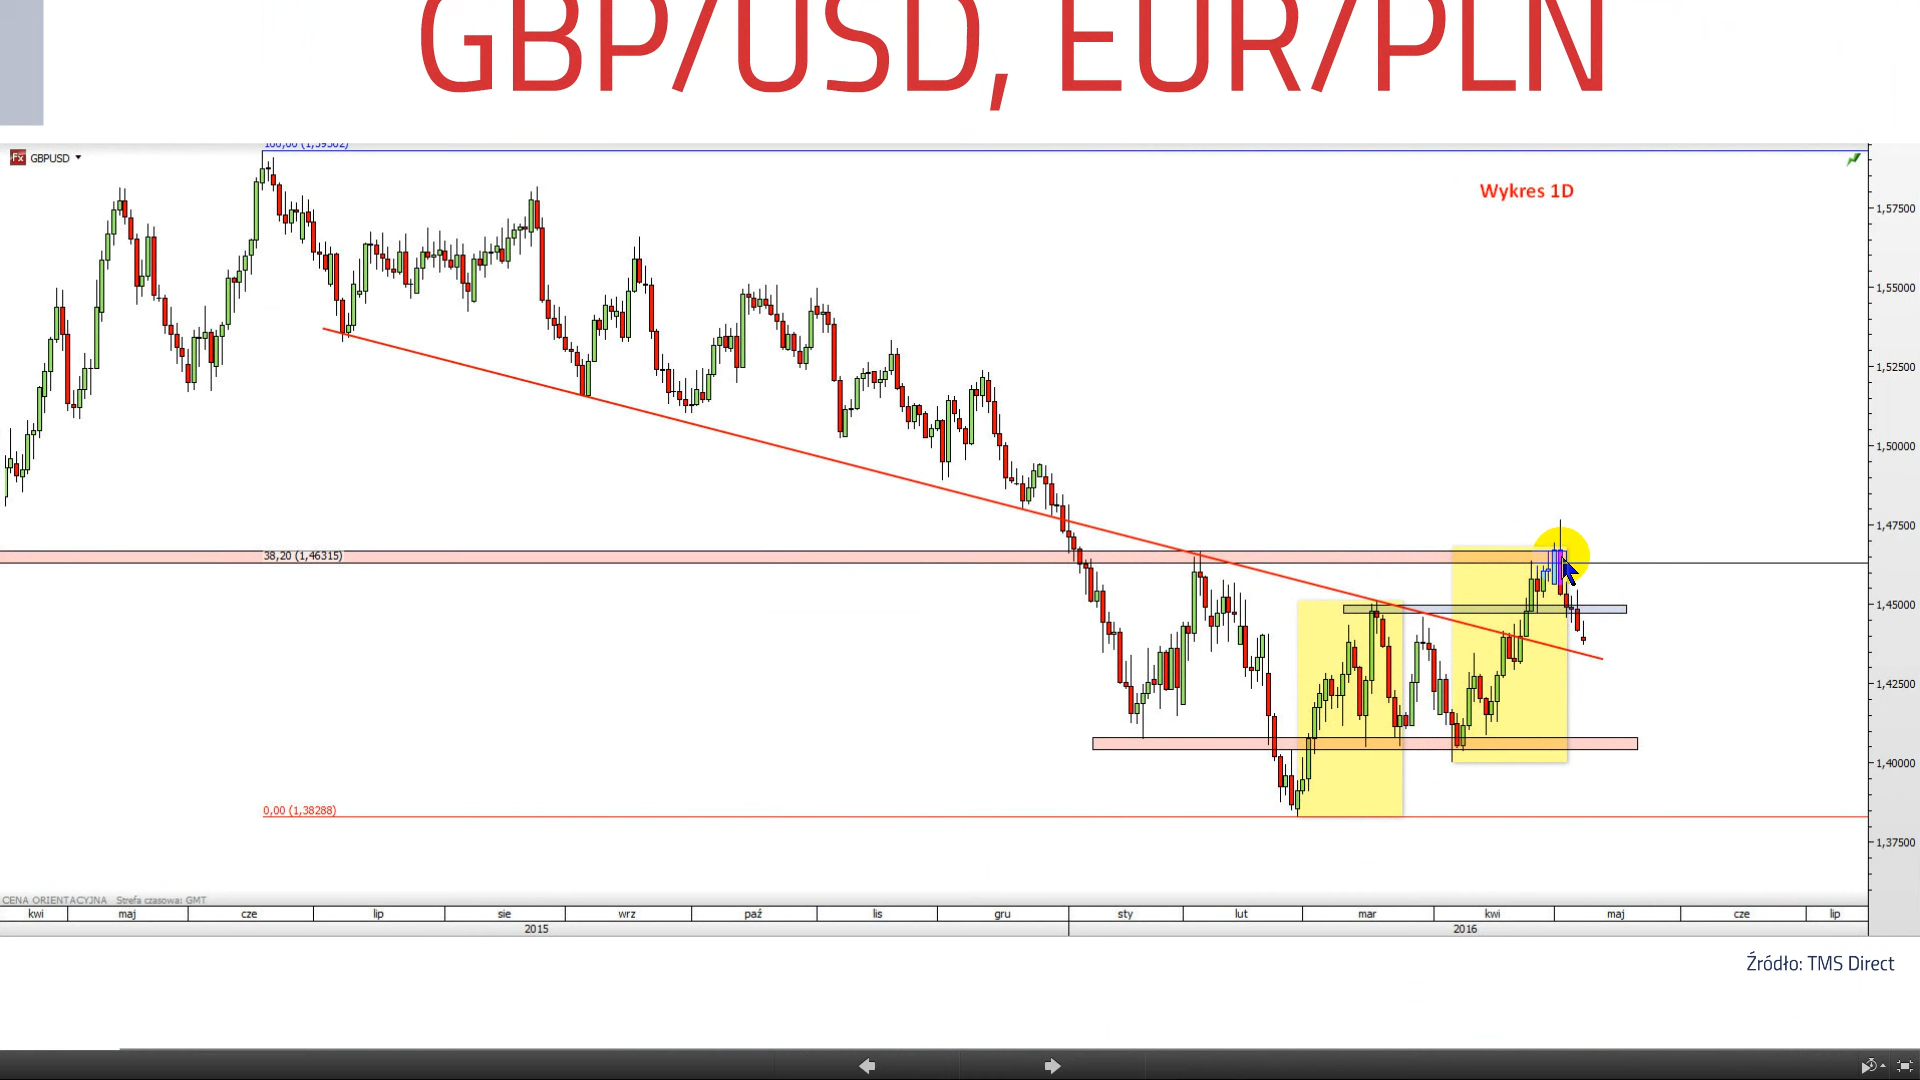 GBP/USD, EUR/PLN
GBPUSD
Wykres 1D
1,57500
1,55000
1,52500
1,50000
1,47500
38,20 (1,46315)
1,45000
1,42500
1,40000
0,00 (1,38288)
1,37500
CENA ORIENTACYJNA Strefa czasowa: GMT
kwi maj cze lip sie wrz paź lis gru sty lut mar kwi maj cze lip
2015 2016
Źródło: TMS Direct